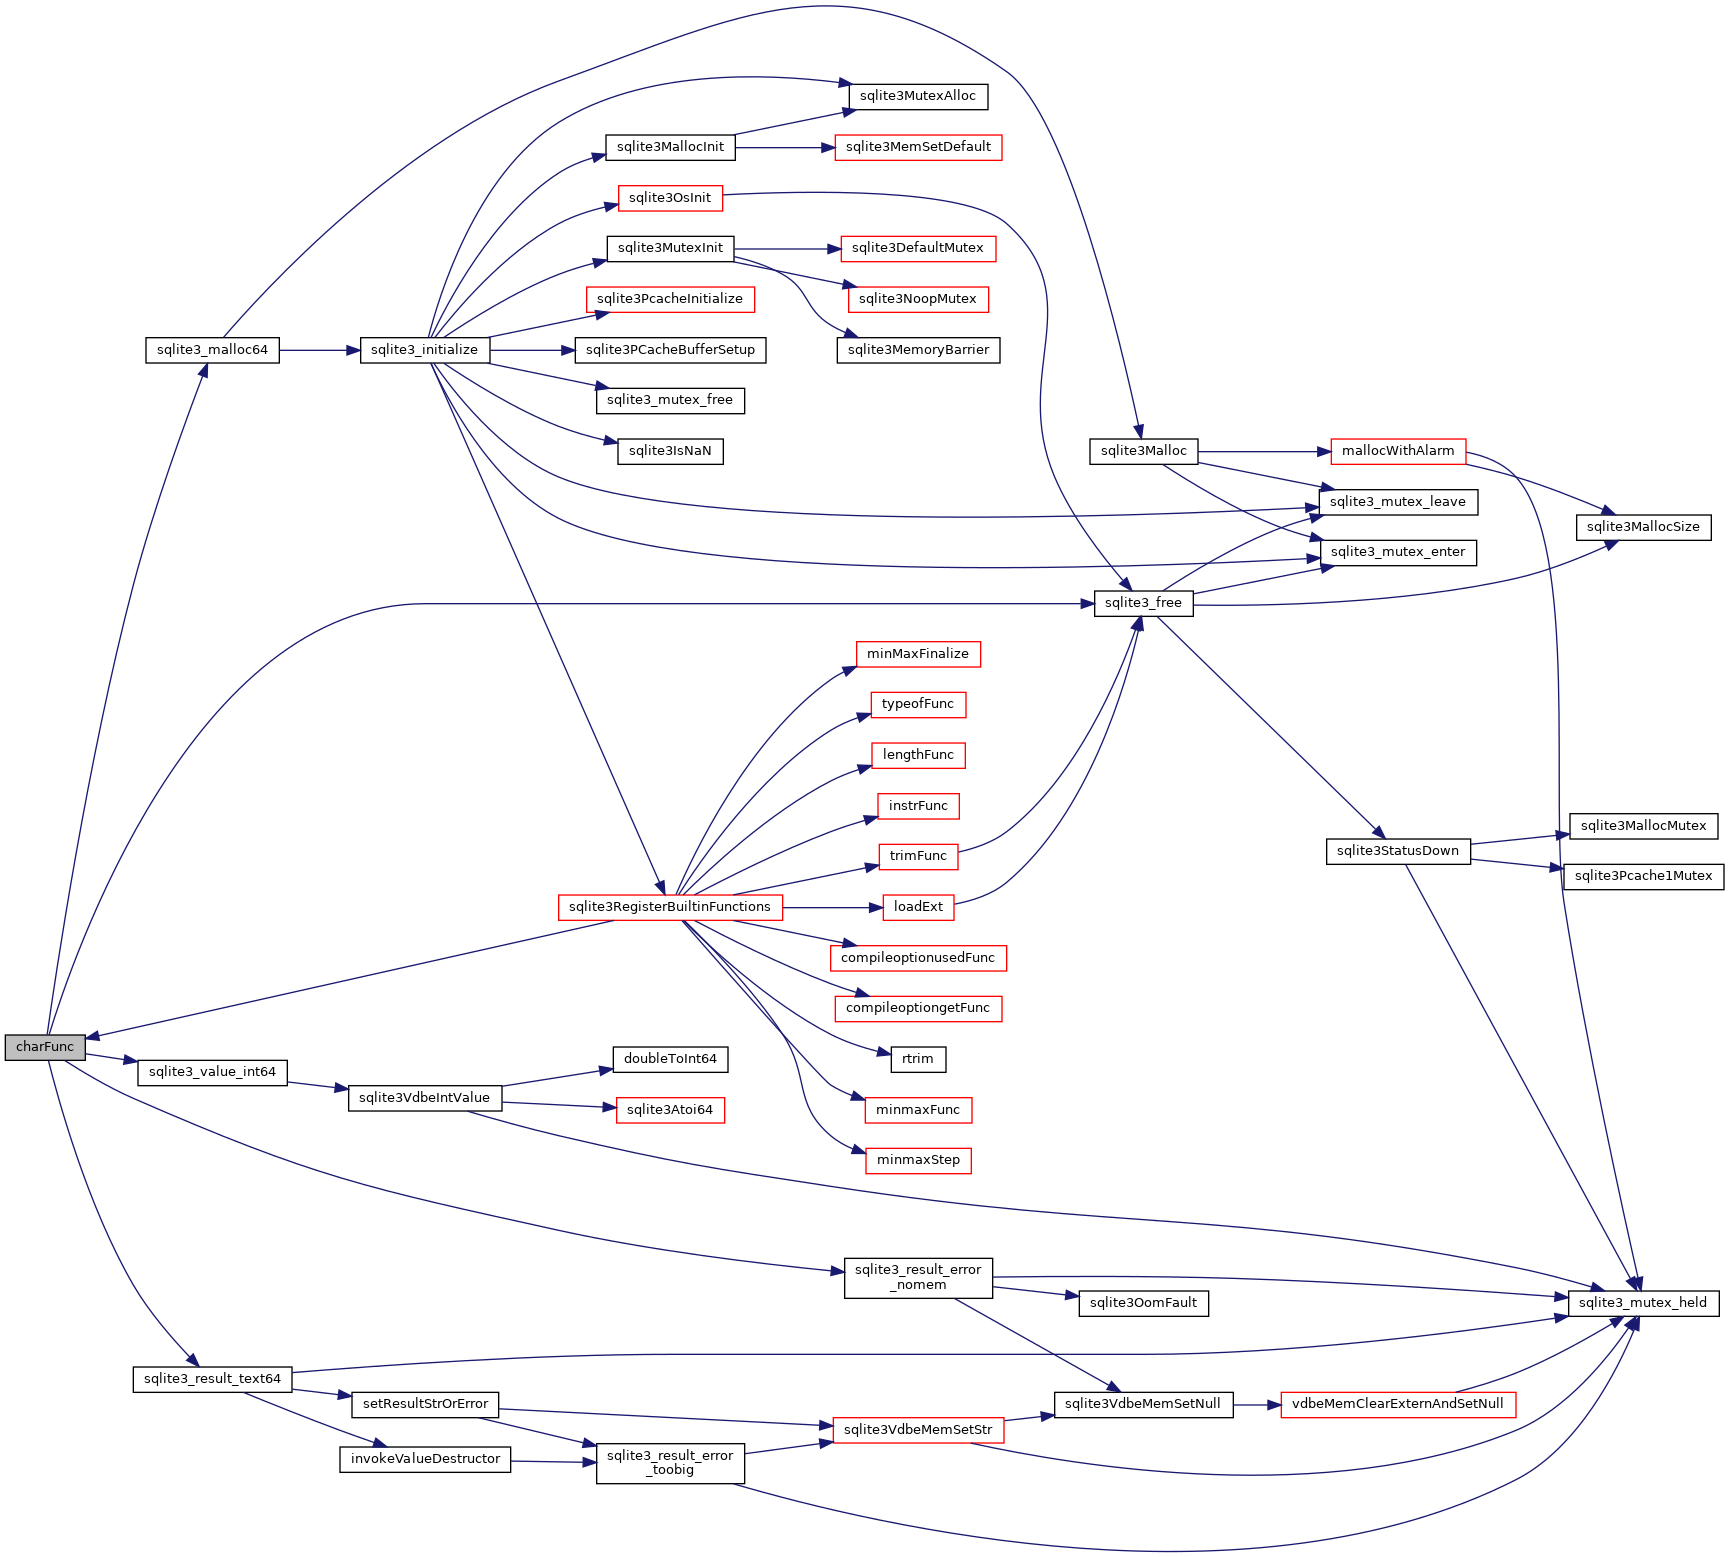 sqlite3MutexAlloc
sqlite3MallocInit
sqlite3MemSetDefault
sqlite3OsInit
sqlite3MutexInit
sqlite3DefaultMutex
sqlite3PcacheInitialize
sqlite3NoopMutex
sqlite3_malloc64
sqlite3_initialize
sqlite3PCacheBufferSetup
sqlite3MemoryBarrier
sqlite3_mutex_free
sqlite3IsNaN
sqlite3Malloc
mallocWithAlarm
sqlite3_mutex_leave
sqlite3MallocSize
sqlite3_mutex_enter
sqlite3_free
minMaxFinalize
typeofFunc
lengthFunc
instrFunc
sqlite3MallocMutex
trimFunc
sqlite3StatusDown
sqlite3Pcache1Mutex
sqlite3RegisterBuiltinFunctions
loadExt
compileoptionusedFunc
compileoptiongetFunc
charFunc
doubleToInt64
rtrim
sqlite3_value_int64
sqlite3VdbeIntValue
sqlite3Atoi64
minmaxFunc
minmaxStep
sqlite3_result_error
_nomem
sqlite3OomFault
sqlite3_mutex_held
sqlite3_result_text64
setResultStrOrError
sqlite3VdbeMemSetNull
vdbeMemClearExternAndSetNull
sqlite3VdbeMemSetStr
invokeValueDestructor
sqlite3_result_error
_toobig